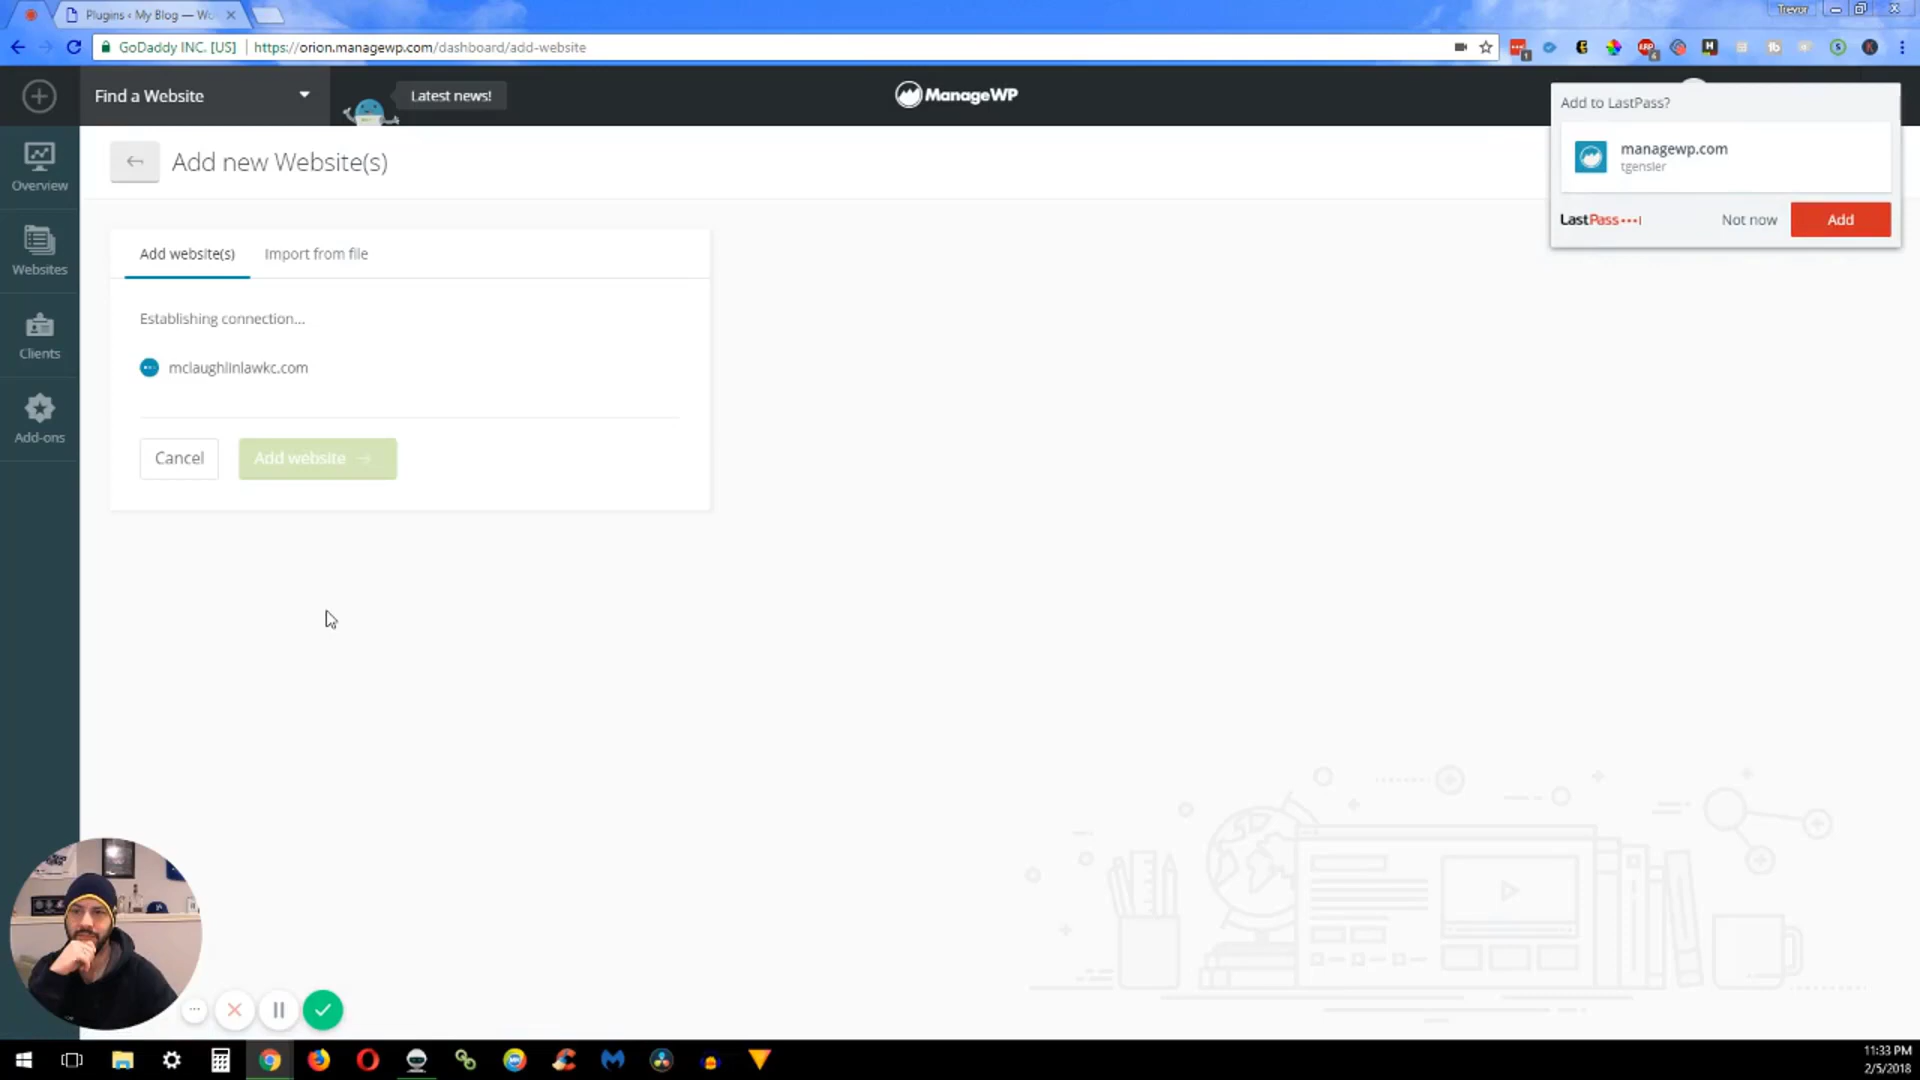 Plugins ‹ My Blog — Wo
Trevor
GoDaddy INC. [US]
https://orion.managewp.com/dashboard/add-website
Find a Website
Latest news!
ManageWP
Add to LastPass?
managewp.com
tgensler
LastPass
Not now
Add
Overview
Websites
Clients
Add-ons
Add new Website(s)
Add website(s)
Import from file
Establishing connection...
mclaughlinlawkc.com
Cancel
Add website →
11:33 PM
2/5/2018